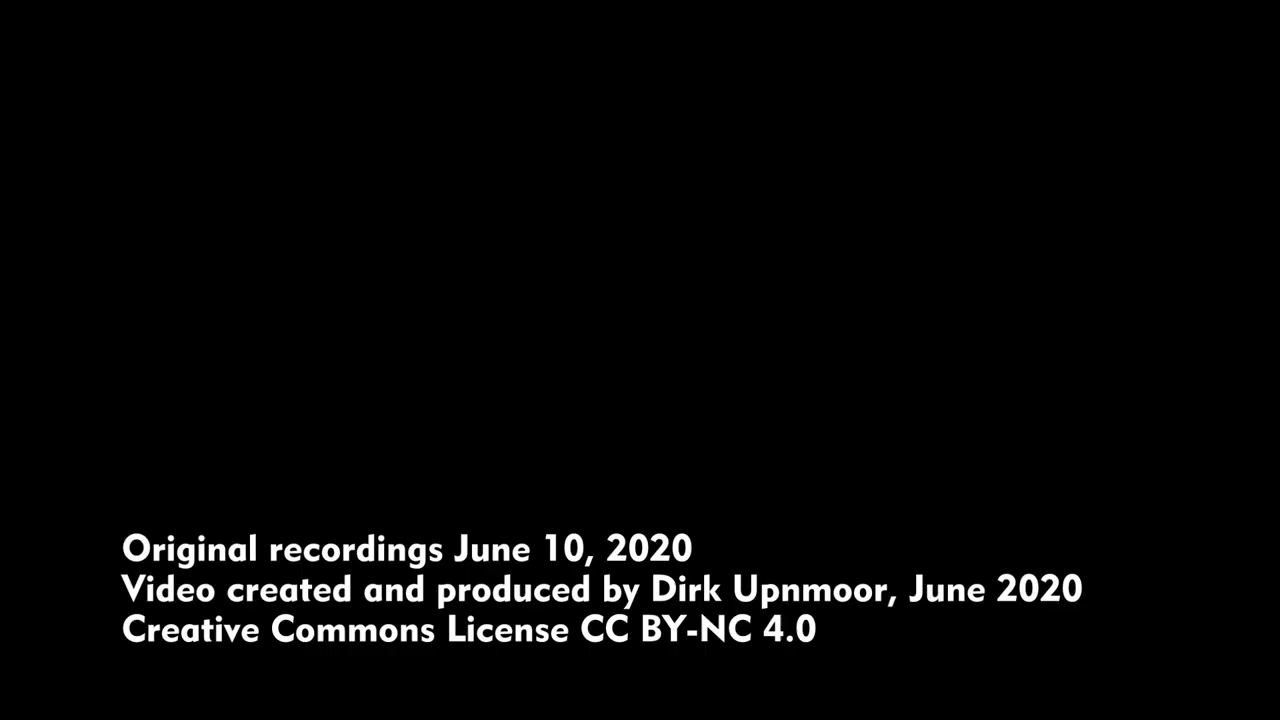 Original recordings June 10, 2020
Video created and produced by Dirk Upnmoor, June 2020
Creative Commons License CC BY-NC 4.0